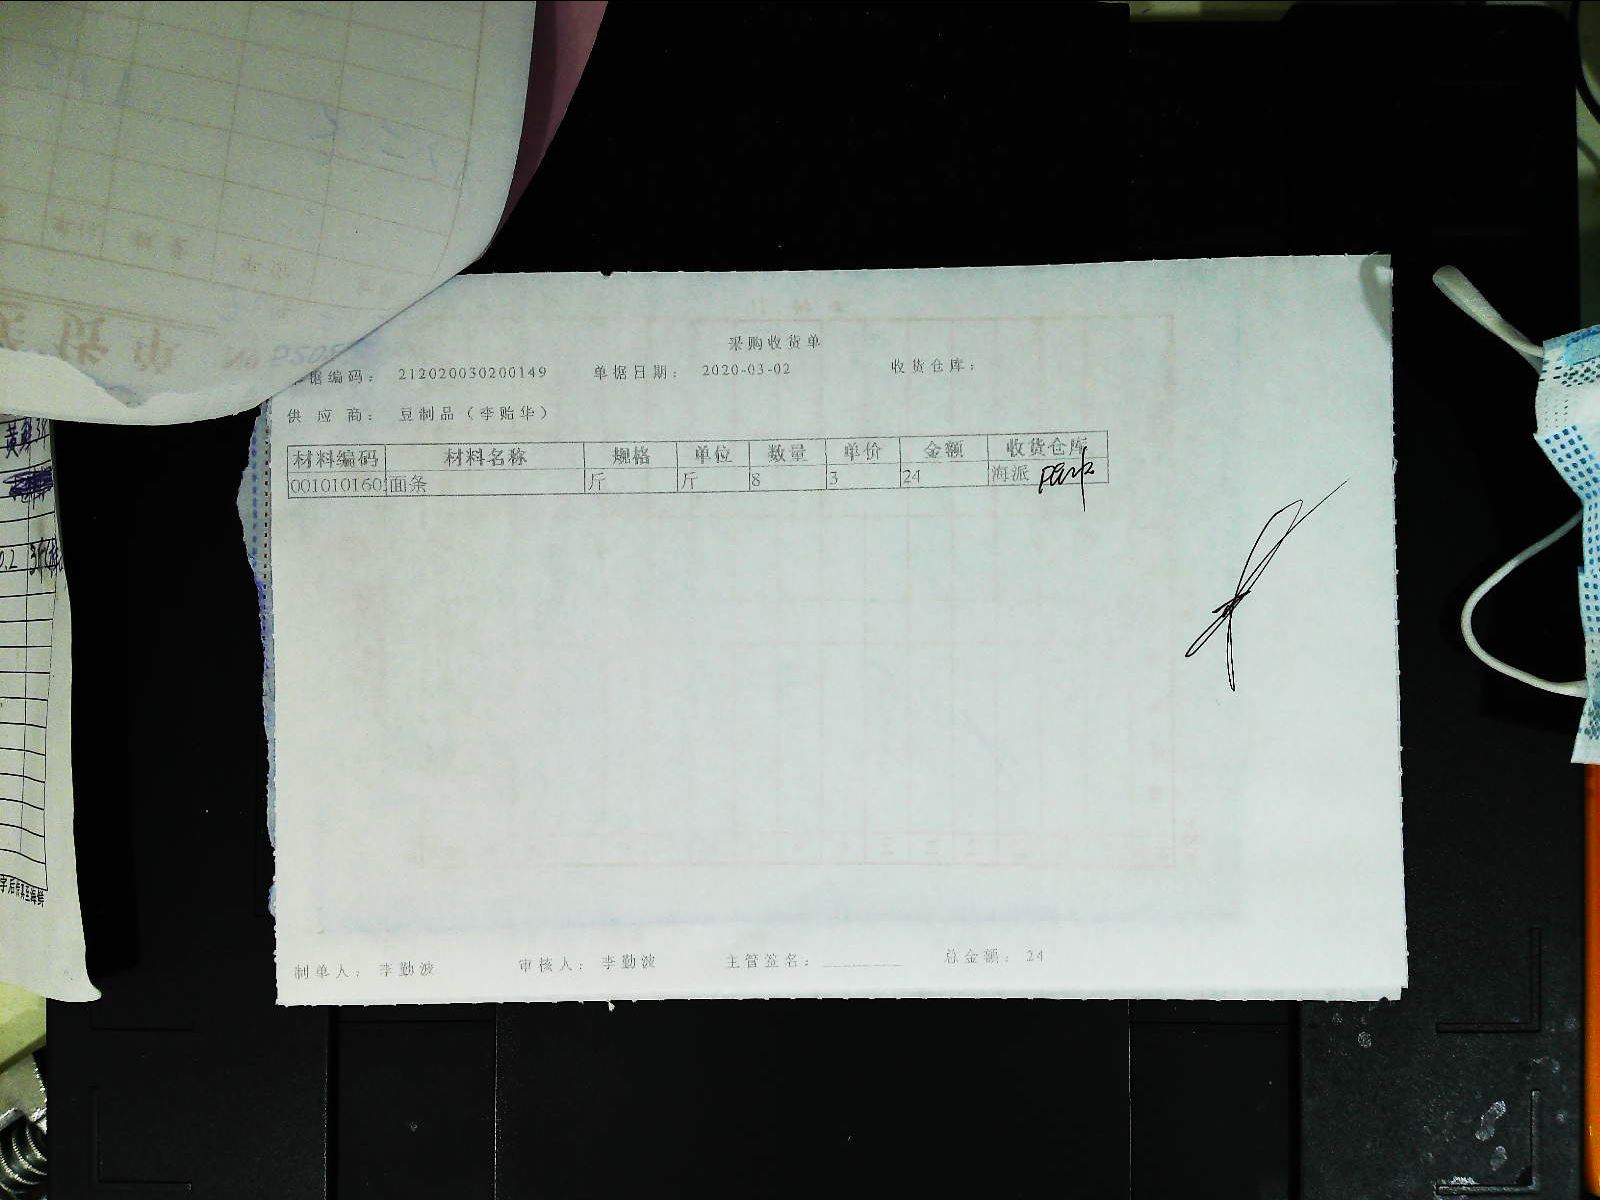 采购收货单
据编码： 212020030200149 单据日期： 2020-03-02 收货仓库：
供 应 商： 豆制品（李贻华）
材料编码 材料名称 规格 单位 数量 单价 金额 收货仓库
001010160 面条 斤 斤 8 3 24 海派
制单人： 李勤波 审核人： 李勤波 主管签名：________ 总金额： 24